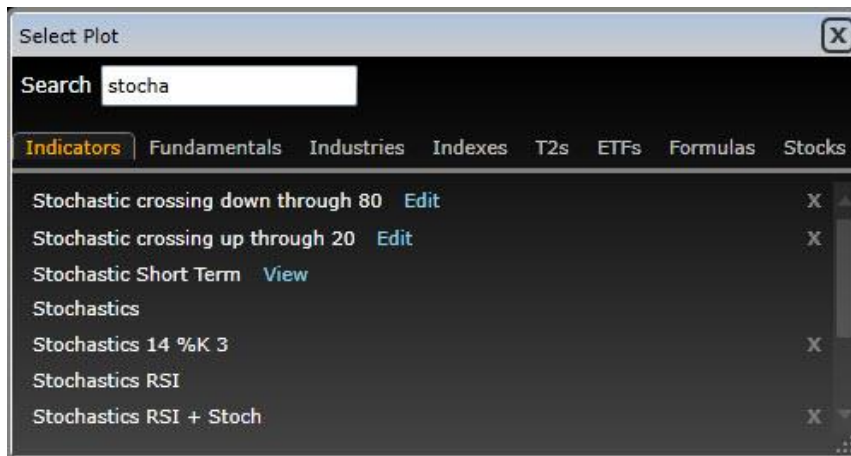 Select Plot X
Search stocha
Indicators Fundamentals Industries Indexes T2s ETFs Formulas Stocks
Stochastic crossing down through 80 Edit X
Stochastic crossing up through 20 Edit X
Stochastic Short Term View
Stochastics
Stochastics 14 %K 3 X
Stochastics RSI
Stochastics RSI + Stoch X